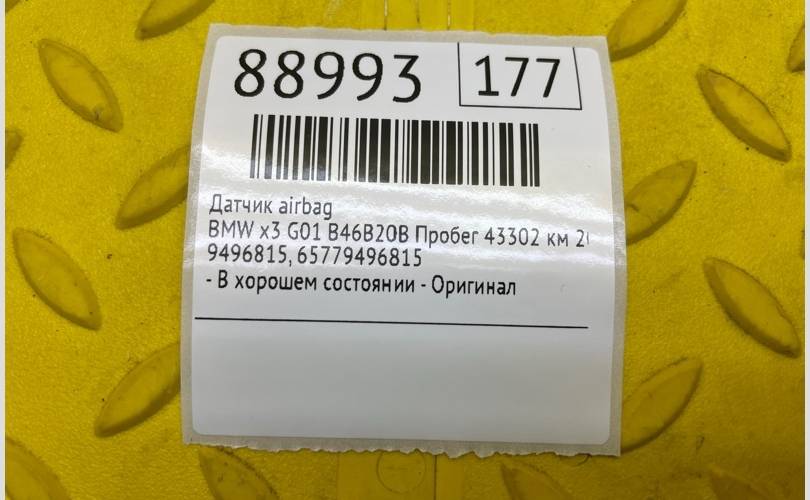 88993 177
Датчик airbag
BMW x3 G01 B46B20B Пробег 43302 км
9496815, 65779496815
- В хорошем состоянии - Оригинал